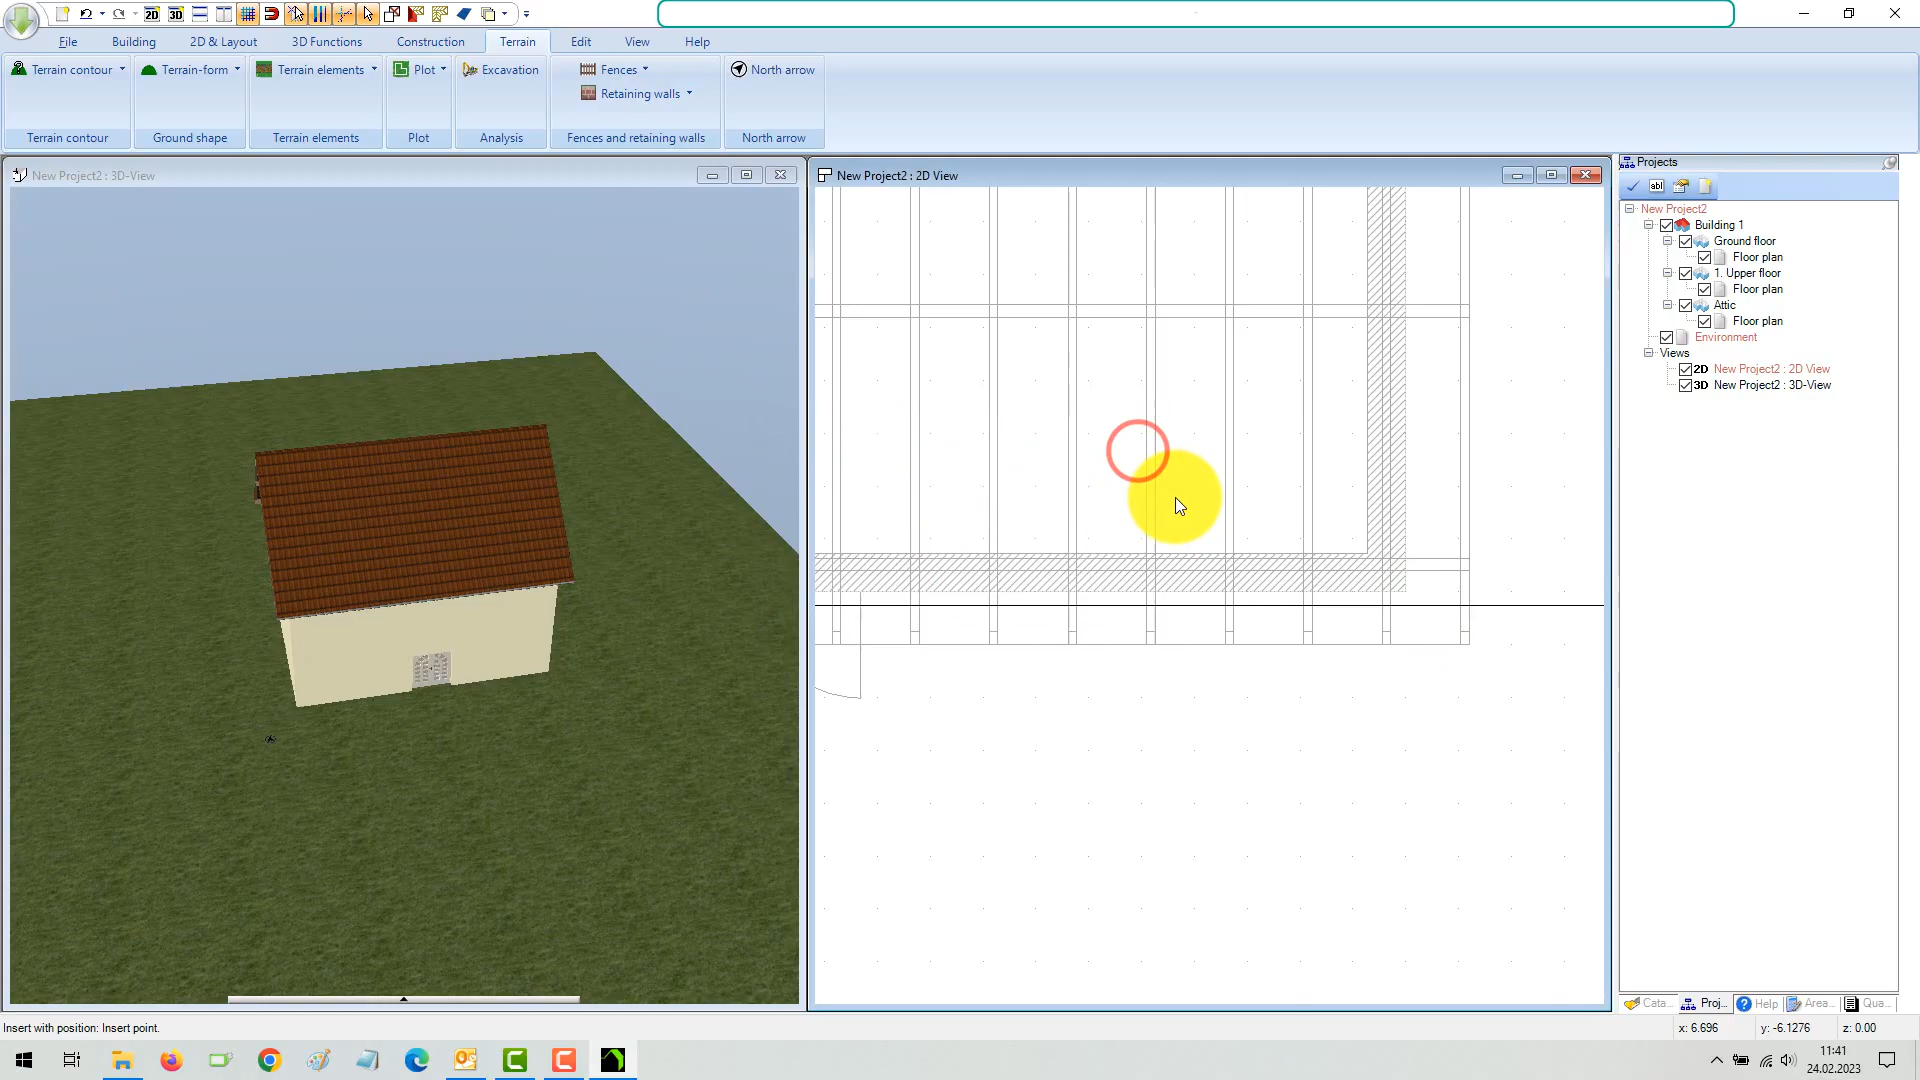 2D 3D
File Building 2D & Layout 3D Functions Construction Terrain Edit View Help
Terrain contour Terrain-form Terrain elements Plot Excavation Fences North arrow
Retaining walls
Terrain contour Ground shape Terrain elements Plot Analysis Fences and retaining walls North arrow
New Project2 : 3D-View
New Project2 : 2D View
Projects
abl
New Project2
Building 1
Ground floor
Floor plan
1. Upper floor
Floor plan
Attic
Floor plan
Environment
Views
2D New Project2 : 2D View
3D New Project2 : 3D-View
Cata... Proj... Help Area... Qua...
Insert with position: Insert point.
x: 6.696 y: -6.1276 z: 0.00
11:41
24.02.2023